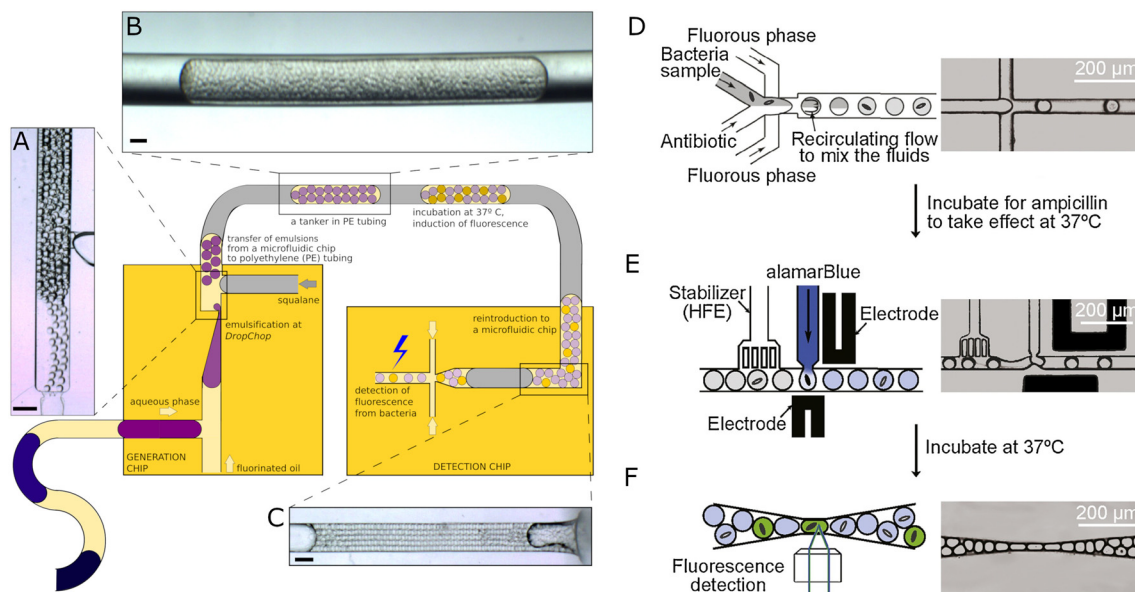 A
B
a tanker in PE tubing
incubation at 37º C,
induction of fluorescence
transfer of emulsions
from a microfluidic chip
to polyethylene (PE) tubing
squalane
emulsification at
DropChop
aqueous phase
GENERATION
CHIP
fluorinated oil
reintroduction to
a microfluidic chip
detection of
fluorescence
from bacteria
DETECTION CHIP
C
D
Fluorous phase
Bacteria
sample
Antibiotic
Recirculating flow
to mix the fluids
Fluorous phase
200 µm
Incubate for ampicillin
to take effect at 37ºC
E
Stabilizer
(HFE)
alamarBlue
Electrode
Electrode
200 µm
Incubate at 37ºC
F
Fluorescence
detection
200 µm